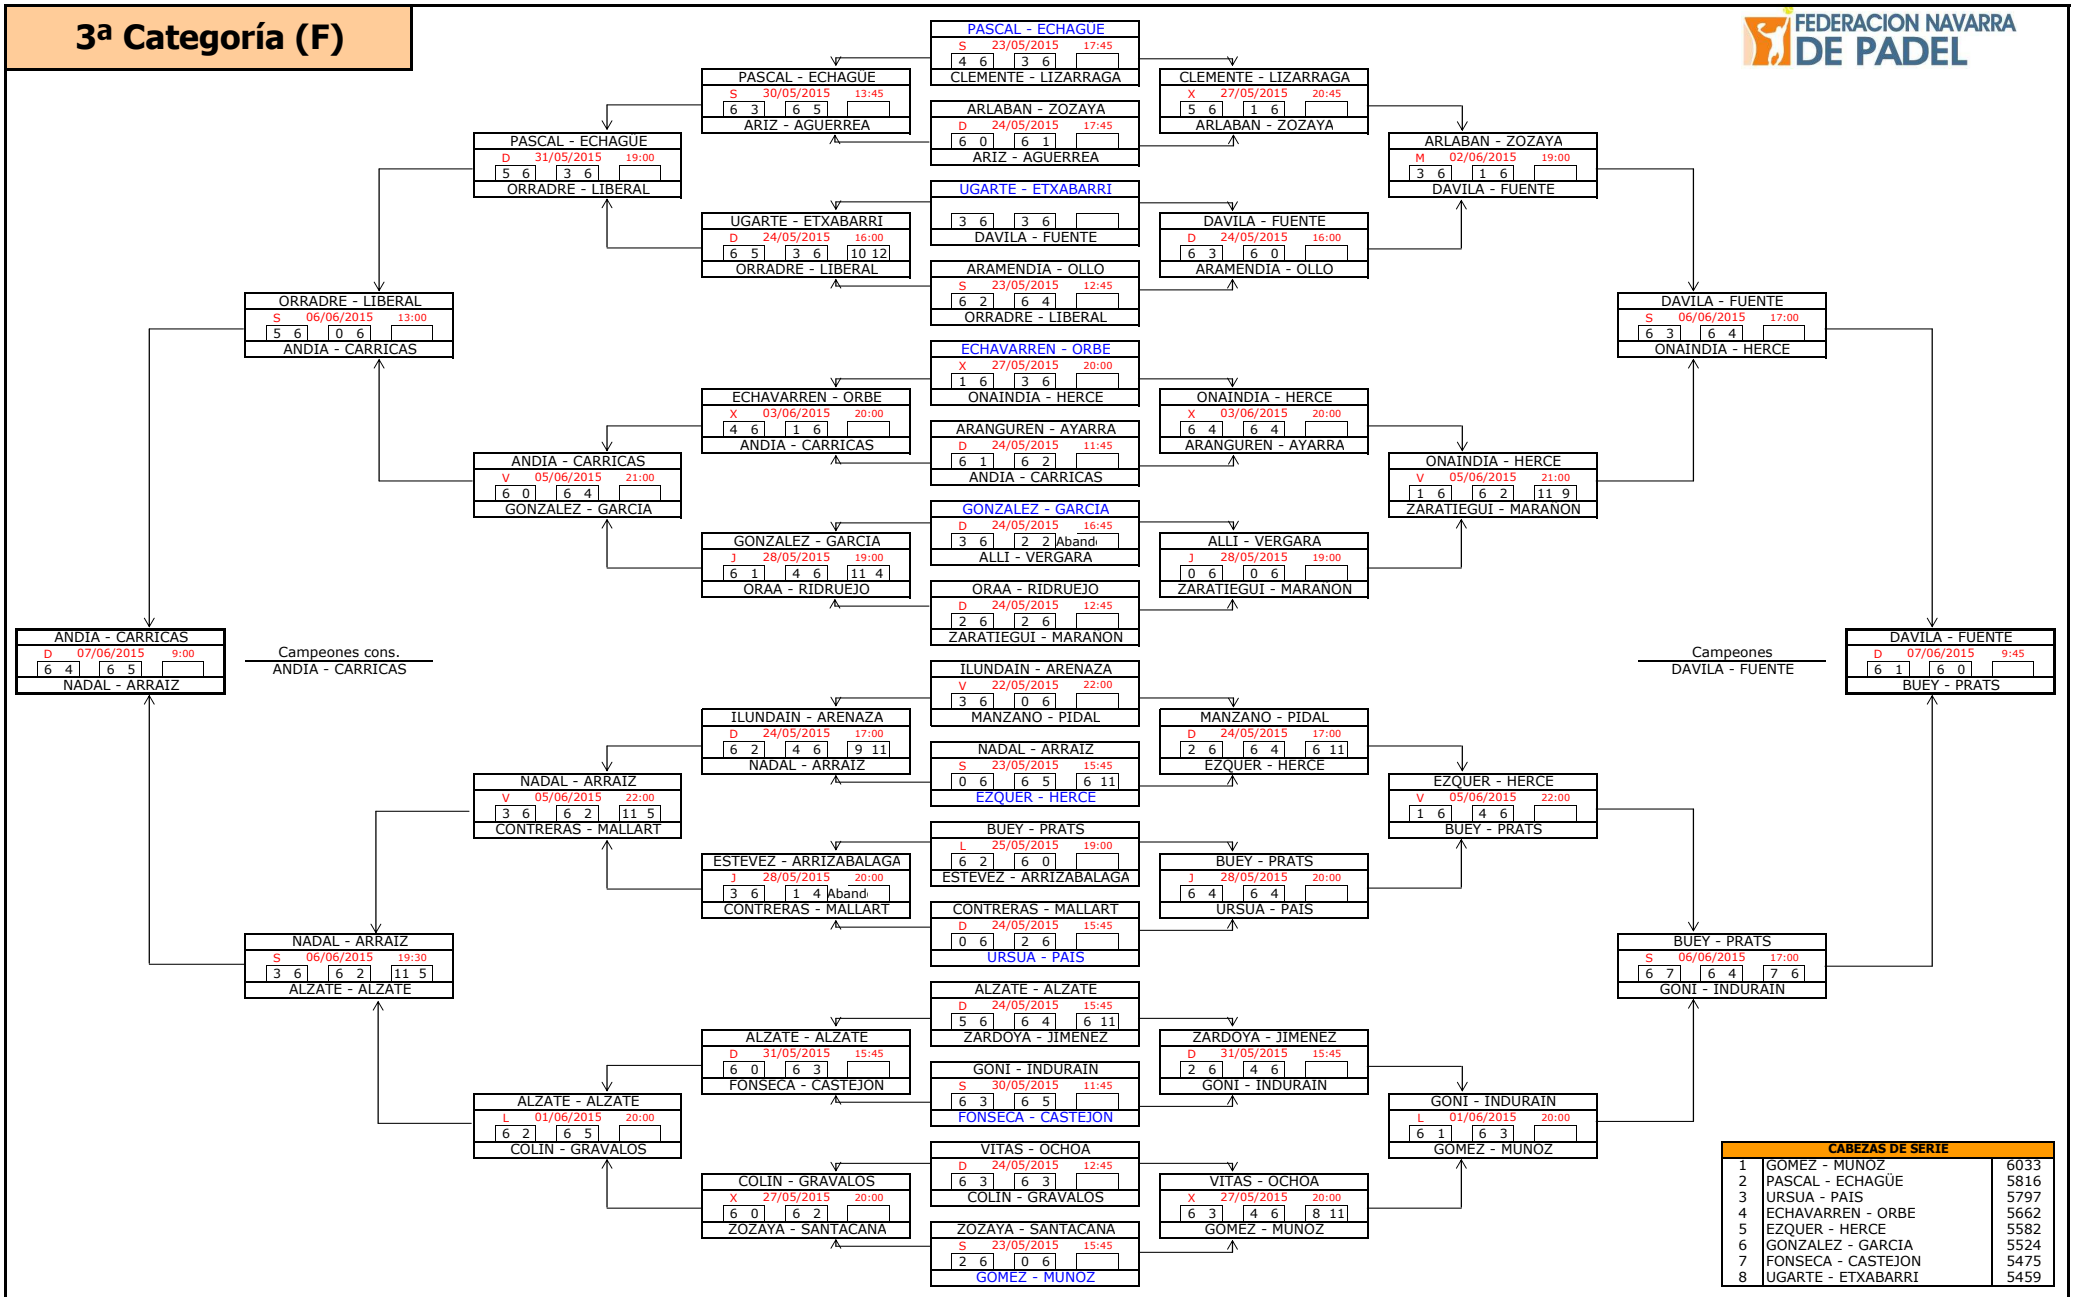 3ª Categoría (F)
FEDERACION NAVARRA
DE PADEL
PASCAL - ECHAGÜE
S 23/05/2015 17:45
4 6 3 6
CLEMENTE - LIZARRAGA
ARLABAN - ZOZAYA
D 24/05/2015 17:45
6 0 6 1
ARIZ - AGUERREA
UGARTE - ETXABARRI
3 6 3 6
DAVILA - FUENTE
ARAMENDIA - OLLO
S 23/05/2015 12:45
6 2 6 4
ORRADRE - LIBERAL
ECHAVARREN - ORBE
X 27/05/2015 20:00
1 6 3 6
ONAINDIA - HERCE
ARANGUREN - AYARRA
D 24/05/2015 11:45
6 1 6 2
ANDIA - CARRICAS
GONZALEZ - GARCIA
D 24/05/2015 16:45
3 6 2 2 Aband
ALLI - VERGARA
ORAA - RIDRUEJO
D 24/05/2015 12:45
2 6 2 6
ZARATIEGUI - MARAÑON
ILUNDAIN - ARENAZA
V 22/05/2015 22:00
3 6 0 6
MANZANO - PIDAL
NADAL - ARRAIZ
S 23/05/2015 15:45
0 6 6 5 6 11
EZQUER - HERCE
BUEY - PRATS
L 25/05/2015 19:00
6 2 6 0
ESTEVEZ - ARRIZABALAGA
CONTRERAS - MALLART
D 24/05/2015 15:45
0 6 2 6
URSUA - PAIS
ALZATE - ALZATE
D 24/05/2015 15:45
5 6 6 4 6 11
ZARDOYA - JIMENEZ
GOÑI - INDURAIN
S 30/05/2015 11:45
6 3 6 5
FONSECA - CASTEJON
VITAS - OCHOA
D 24/05/2015 12:45
6 3 6 3
COLIN - GRAVALOS
ZOZAYA - SANTACANA
S 23/05/2015 15:45
2 6 0 6
GOMEZ - MUÑOZ
PASCAL - ECHAGÜE
S 30/05/2015 13:45
6 3 6 5
ARIZ - AGUERREA
UGARTE - ETXABARRI
D 24/05/2015 16:00
6 5 3 6 10 12
ORRADRE - LIBERAL
ECHAVARREN - ORBE
X 03/06/2015 20:00
4 6 1 6
ANDIA - CARRICAS
GONZALEZ - GARCIA
J 28/05/2015 19:00
6 1 4 6 11 4
ORAA - RIDRUEJO
ILUNDAIN - ARENAZA
D 24/05/2015 17:00
6 2 4 6 9 11
NADAL - ARRAIZ
ESTEVEZ - ARRIZABALAGA
J 28/05/2015 20:00
3 6 1 4 Aband
CONTRERAS - MALLART
ALZATE - ALZATE
D 31/05/2015 15:45
6 0 6 3
FONSECA - CASTEJON
COLIN - GRAVALOS
X 27/05/2015 20:00
6 0 6 2
ZOZAYA - SANTACANA
PASCAL - ECHAGÜE
D 31/05/2015 19:00
5 6 3 6
ORRADRE - LIBERAL
ANDIA - CARRICAS
V 05/06/2015 21:00
6 0 6 4
GONZALEZ - GARCIA
NADAL - ARRAIZ
V 05/06/2015 22:00
3 6 6 2 11 5
CONTRERAS - MALLART
ALZATE - ALZATE
L 01/06/2015 20:00
6 2 6 5
COLIN - GRAVALOS
ORRADRE - LIBERAL
S 06/06/2015 13:00
5 6 0 6
ANDIA - CARRICAS
NADAL - ARRAIZ
S 06/06/2015 19:30
3 6 6 2 11 5
ALZATE - ALZATE
ANDIA - CARRICAS
D 07/06/2015 9:00
6 4 6 5
NADAL - ARRAIZ
Campeones cons.
ANDIA - CARRICAS
CLEMENTE - LIZARRAGA
X 27/05/2015 20:45
5 6 1 6
ARLABAN - ZOZAYA
DAVILA - FUENTE
D 24/05/2015 16:00
6 3 6 0
ARAMENDIA - OLLO
ONAINDIA - HERCE
X 03/06/2015 20:00
6 4 6 4
ARANGUREN - AYARRA
ALLI - VERGARA
J 28/05/2015 19:00
0 6 0 6
ZARATIEGUI - MARAÑON
MANZANO - PIDAL
D 24/05/2015 17:00
2 6 6 4 6 11
EZQUER - HERCE
BUEY - PRATS
J 28/05/2015 20:00
6 4 6 4
URSUA - PAIS
ZARDOYA - JIMENEZ
D 31/05/2015 15:45
2 6 4 6
GOÑI - INDURAIN
VITAS - OCHOA
X 27/05/2015 20:00
6 3 4 6 8 11
GOMEZ - MUÑOZ
ARLABAN - ZOZAYA
M 02/06/2015 19:00
3 6 1 6
DAVILA - FUENTE
ONAINDIA - HERCE
V 05/06/2015 21:00
1 6 6 2 11 9
ZARATIEGUI - MARAÑON
EZQUER - HERCE
V 05/06/2015 22:00
1 6 4 6
BUEY - PRATS
GOÑI - INDURAIN
L 01/06/2015 20:00
6 1 6 3
GOMEZ - MUÑOZ
DAVILA - FUENTE
S 06/06/2015 17:00
6 3 6 4
ONAINDIA - HERCE
BUEY - PRATS
S 06/06/2015 17:00
6 7 6 4 7 6
GOÑI - INDURAIN
Campeones
DAVILA - FUENTE
DAVILA - FUENTE
D 07/06/2015 9:45
6 1 6 0
BUEY - PRATS
CABEZAS DE SERIE
1 GOMEZ - MUÑOZ 6033
2 PASCAL - ECHAGÜE 5816
3 URSUA - PAIS 5797
4 ECHAVARREN - ORBE 5662
5 EZQUER - HERCE 5582
6 GONZALEZ - GARCIA 5524
7 FONSECA - CASTEJON 5475
8 UGARTE - ETXABARRI 5459